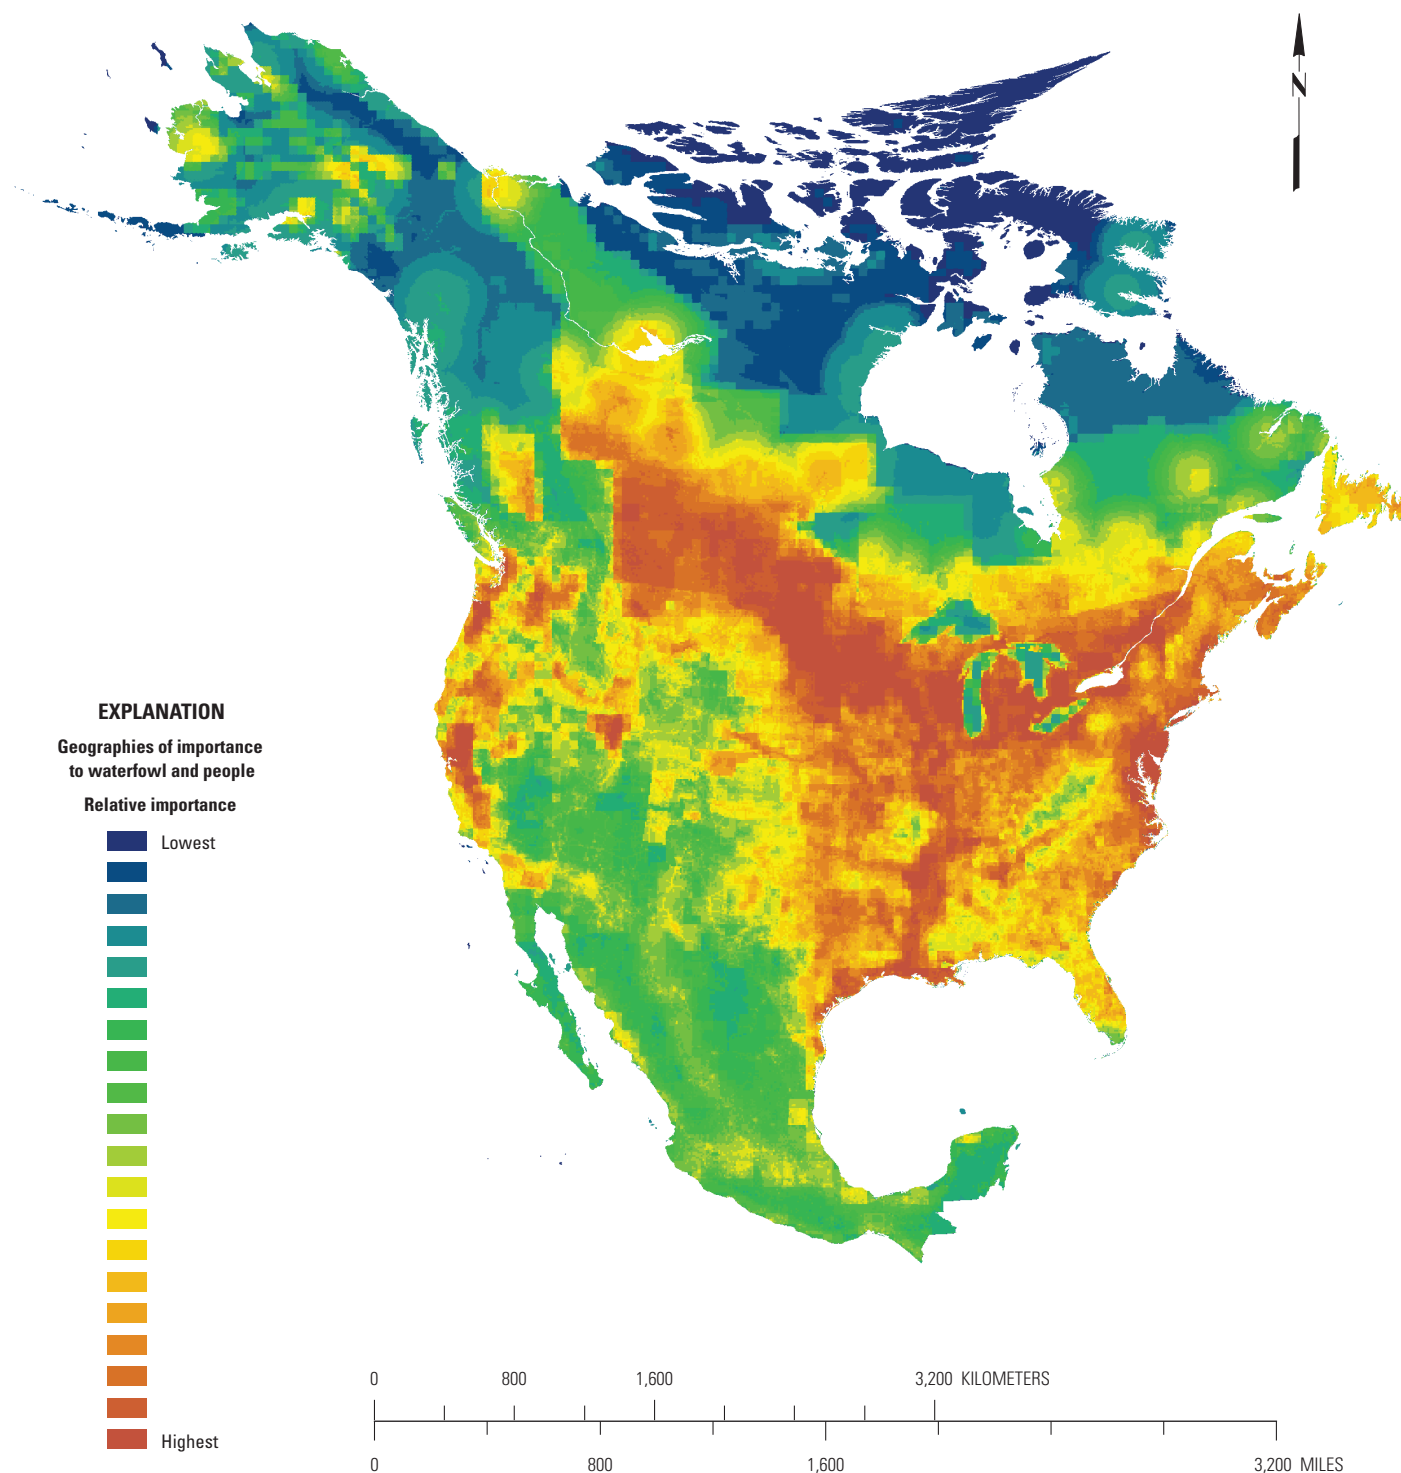 N
EXPLANATION
Geographies of importance
to waterfowl and people
Relative importance
Lowest
Highest
0 800 1,600 3,200 KILOMETERS
0 800 1,600 3,200 MILES